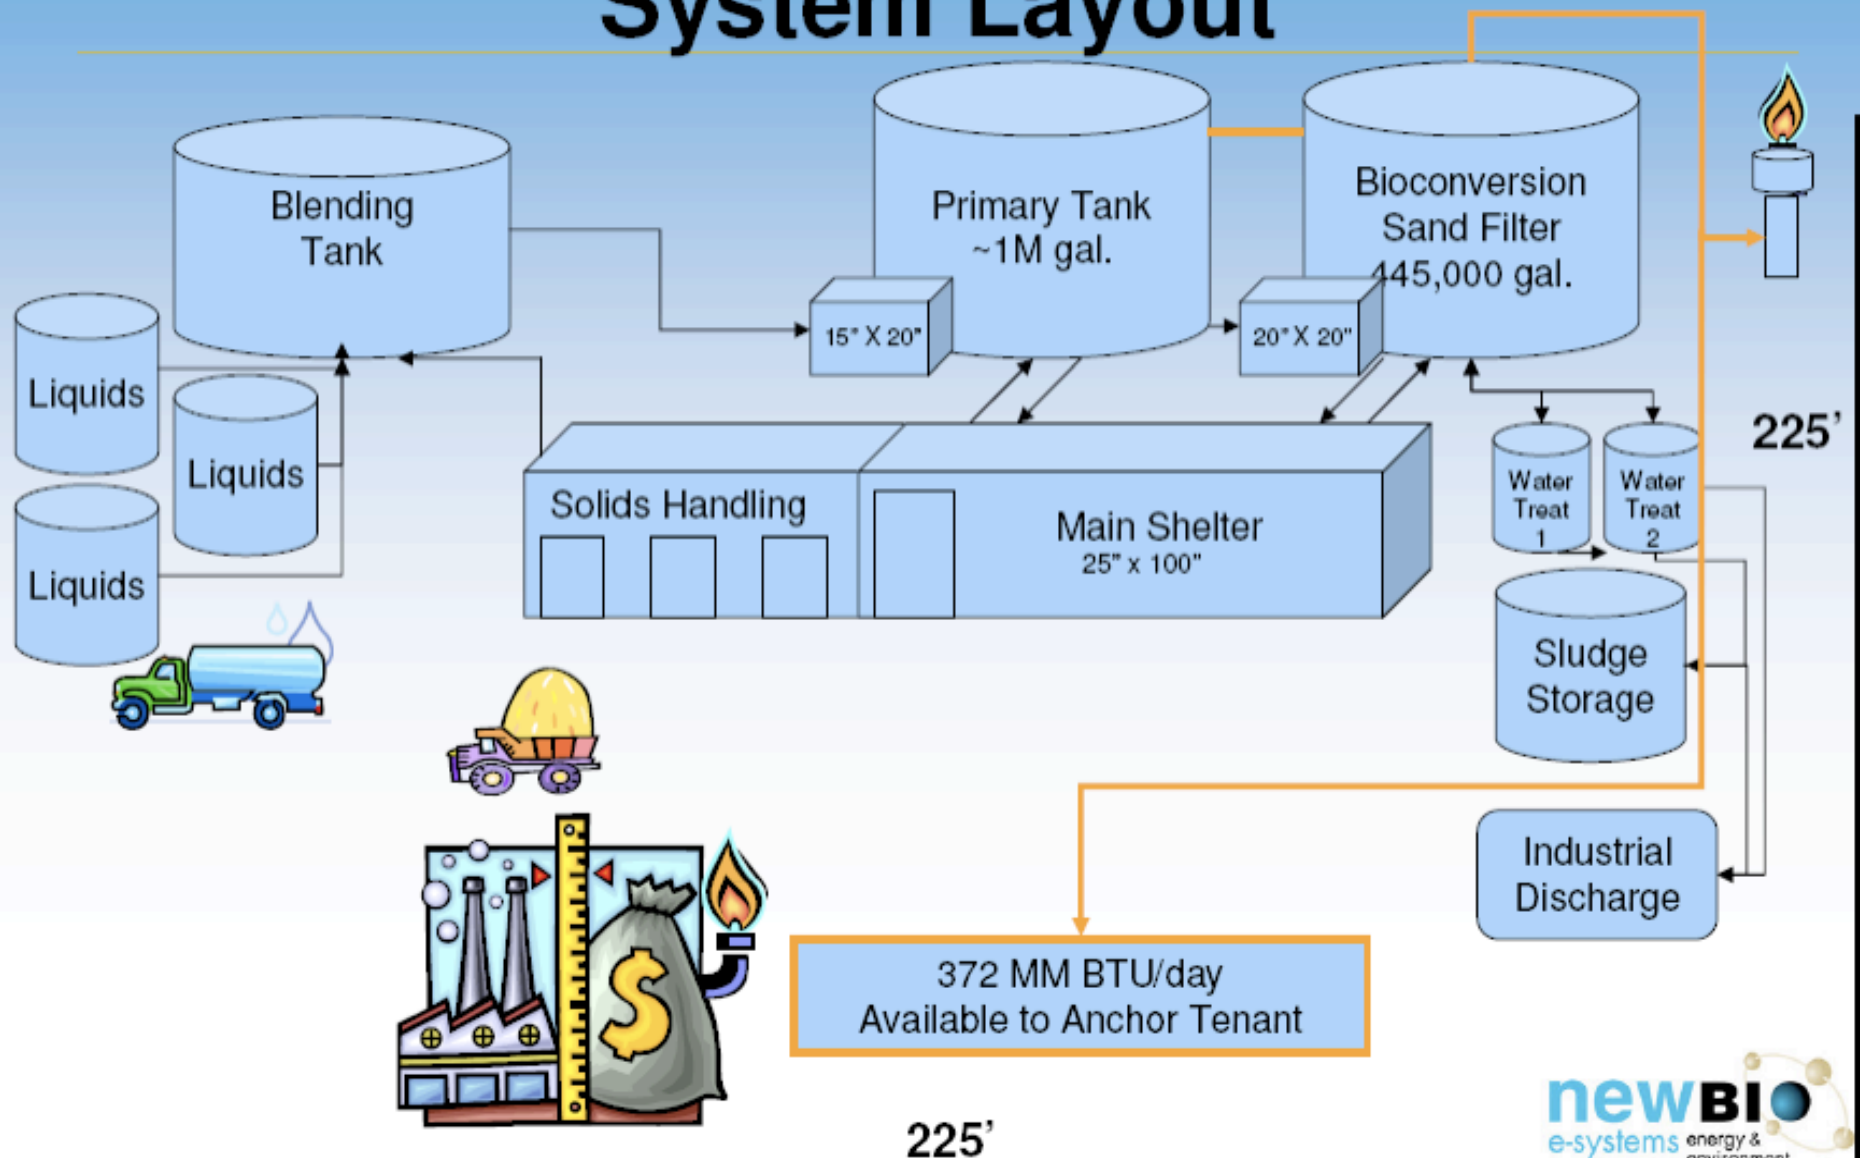 System Layout
Blending
Tank
Primary Tank
~1M gal.
Bioconversion
Sand Filter
445,000 gal.
15" X 20"
20" X 20"
Liquids
Liquids
Liquids
Solids Handling
Main Shelter
25" x 100"
Water
Treat
1
Water
Treat
2
225'
Sludge
Storage
Industrial
Discharge
$
372 MM BTU/day
Available to Anchor Tenant
225'
newBIO
e-systems energy &
environment